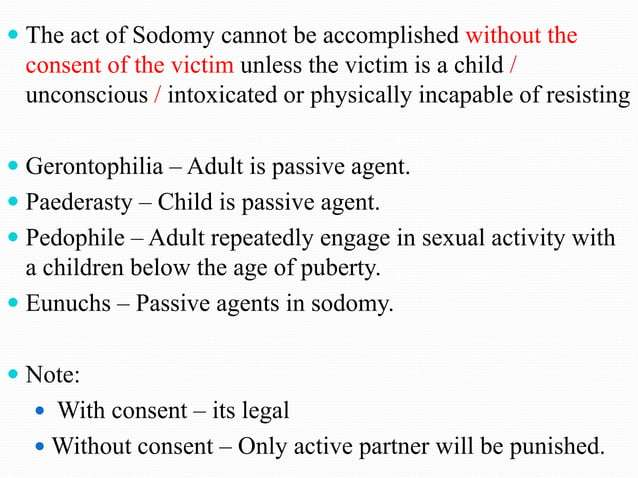 The act of Sodomy cannot be accomplished without the
consent of the victim unless the victim is a child /
unconscious / intoxicated or physically incapable of resisting
Gerontophilia – Adult is passive agent.
Paederasty – Child is passive agent.
Pedophile – Adult repeatedly engage in sexual activity with
a children below the age of puberty.
Eunuchs – Passive agents in sodomy.
Note:
With consent – its legal
Without consent – Only active partner will be punished.